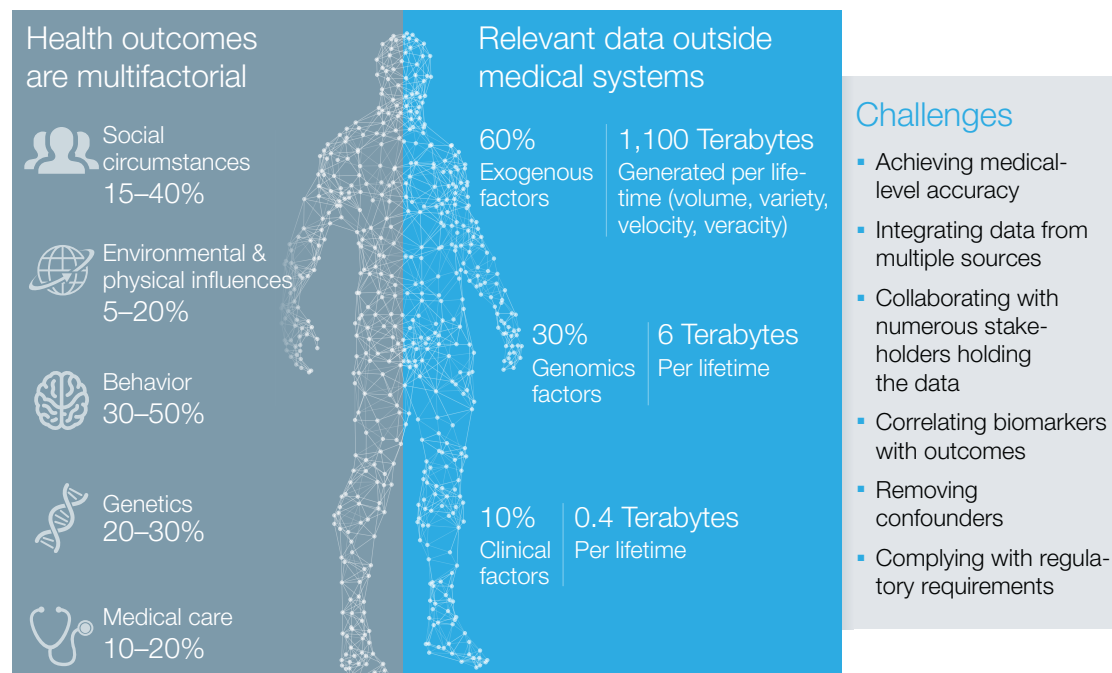 Health outcomes
are multifactorial
Social
circumstances
15–40%
Environmental &
physical influences
5–20%
Behavior
30–50%
Genetics
20–30%
Medical care
10–20%
Relevant data outside
medical systems
60%
Exogenous
factors
1,100 Terabytes
Generated per life-
time (volume, variety,
velocity, veracity)
30%
Genomics
factors
6 Terabytes
Per lifetime
10%
Clinical
factors
0.4 Terabytes
Per lifetime
Challenges
▪ Achieving medical-
level accuracy
▪ Integrating data from
multiple sources
▪ Collaborating with
numerous stake-
holders holding
the data
▪ Correlating biomarkers
with outcomes
▪ Removing
confounders
▪ Complying with regula-
tory requirements